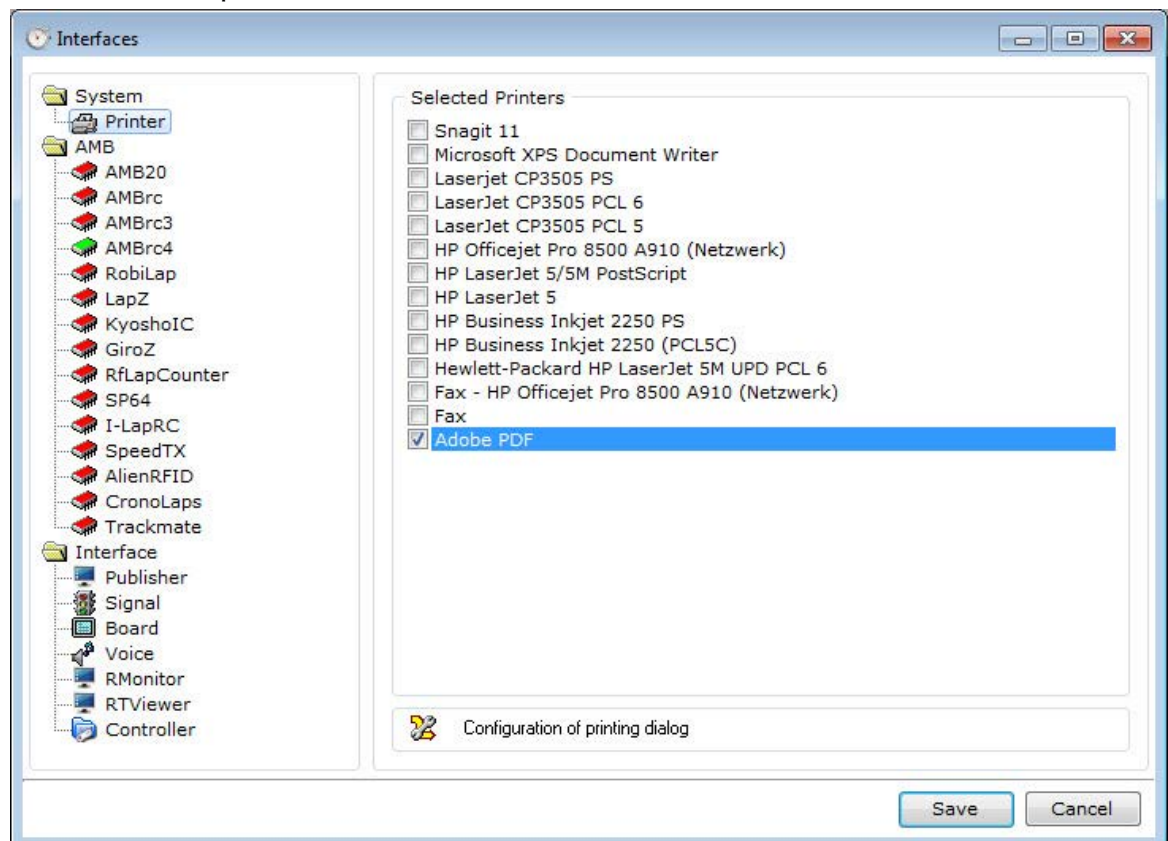 Interfaces
System
Printer
AMB
AMB20
AMBrc
AMBrc3
AMBrc4
RobiLap
LapZ
KyoshoIC
GiroZ
RfLapCounter
SP64
I-LapRC
SpeedTX
AlienRFID
CronoLaps
Trackmate
Interface
Publisher
Signal
Board
Voice
RMonitor
RTViewer
Controller
Selected Printers
Snagit 11
Microsoft XPS Document Writer
Laserjet CP3505 PS
LaserJet CP3505 PCL 6
LaserJet CP3505 PCL 5
HP Officejet Pro 8500 A910 (Netzwerk)
HP LaserJet 5/5M PostScript
HP LaserJet 5
HP Business Inkjet 2250 PS
HP Business Inkjet 2250 (PCL5C)
Hewlett-Packard HP LaserJet 5M UPD PCL 6
Fax - HP Officejet Pro 8500 A910 (Netzwerk)
Fax
Adobe PDF
Configuration of printing dialog
Save
Cancel